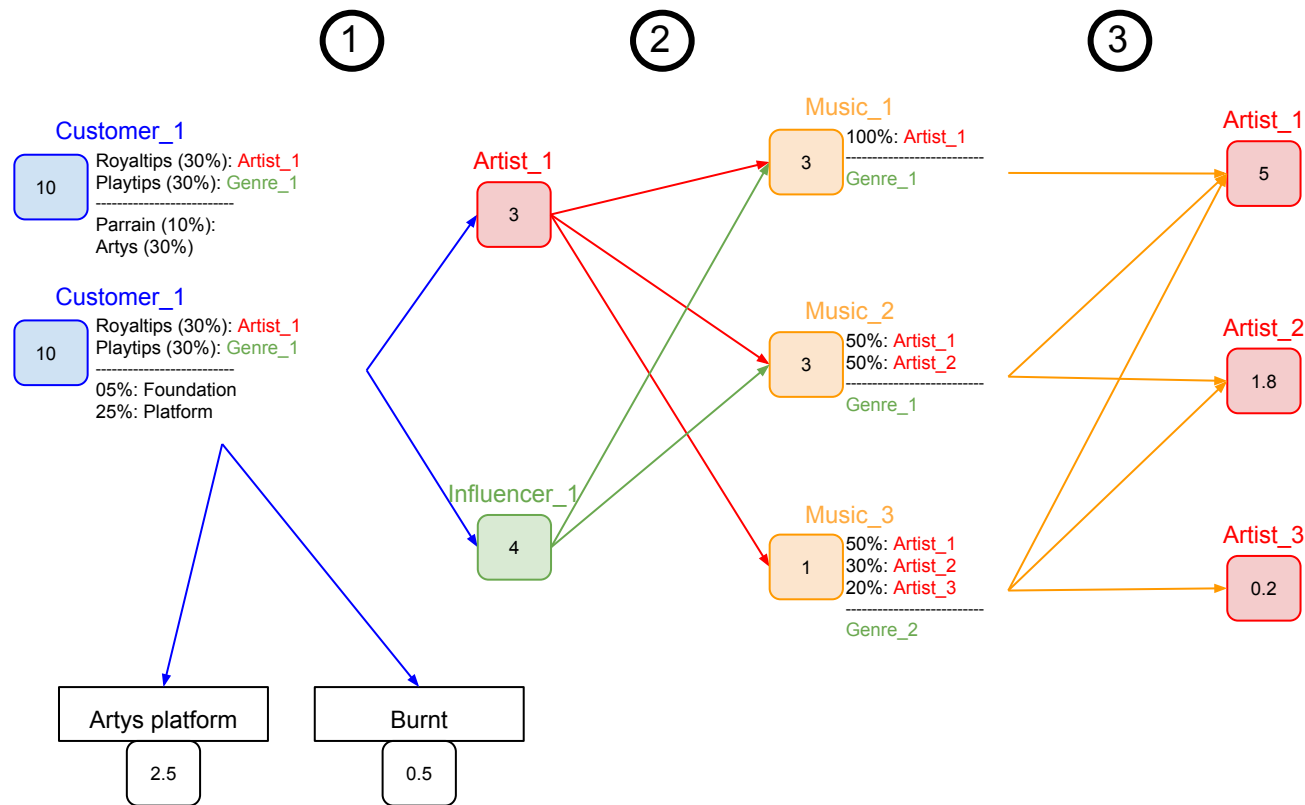 1
2
3
Customer_1
10
Royaltips (30%): Artist_1
Playtips (30%): Genre_1
--------------------------
Parrain (10%):
Artys (30%)
Customer_1
10
Royaltips (30%): Artist_1
Playtips (30%): Genre_1
--------------------------
05%: Foundation
25%: Platform
Artist_1
3
Influencer_1
4
Music_1
3
100%: Artist_1
--------------------------
Genre_1
Music_2
3
50%: Artist_1
50%: Artist_2
--------------------------
Genre_1
Music_3
1
50%: Artist_1
30%: Artist_2
20%: Artist_3
--------------------------
Genre_2
Artist_1
5
Artist_2
1.8
Artist_3
0.2
Artys platform
2.5
Burnt
0.5